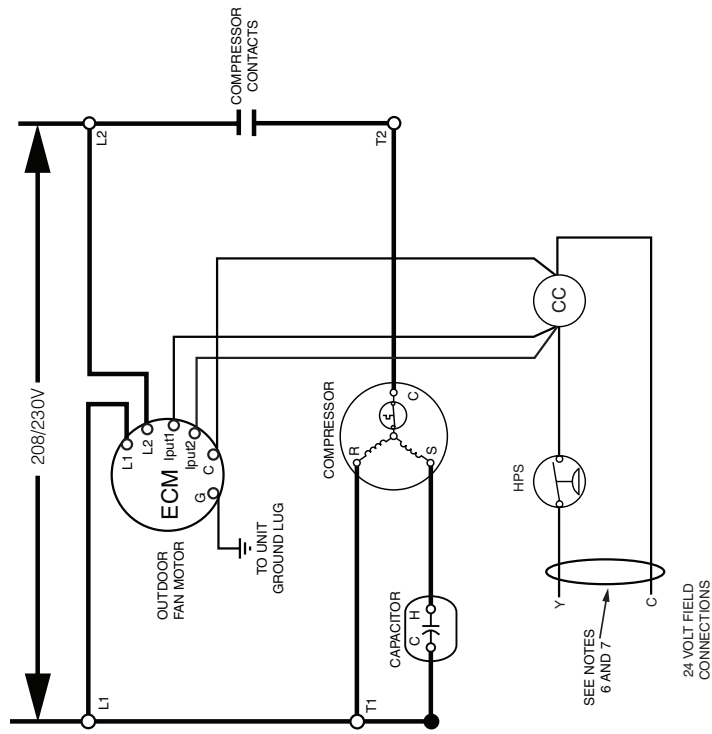 208/230V
L1
L2
COMPRESSOR
CONTACTS
L1
L2
Iput1
Iput2
C
G
ECM
OUTDOOR
FAN MOTOR
TO UNIT
GROUND LUG
COMPRESSOR
R
S
C
T1
T2
CAPACITOR
C
H
HPS
CC
Y
C
SEE NOTES
6 AND 7
24 VOLT FIELD
CONNECTIONS